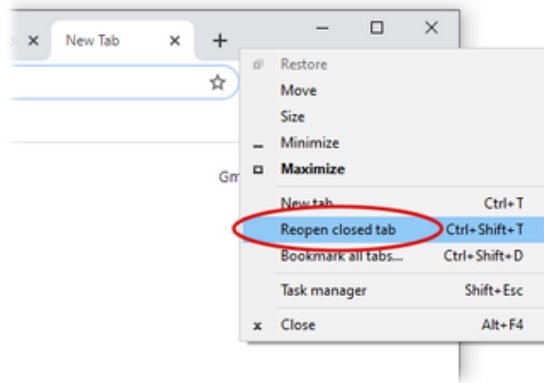 New Tab
Restore
Move
Size
Minimize
Maximize
Gm
New tab Ctrl+T
Reopen closed tab Ctrl+Shift+T
Bookmark all tabs... Ctrl+Shift+D
Task manager Shift+Esc
Close Alt+F4